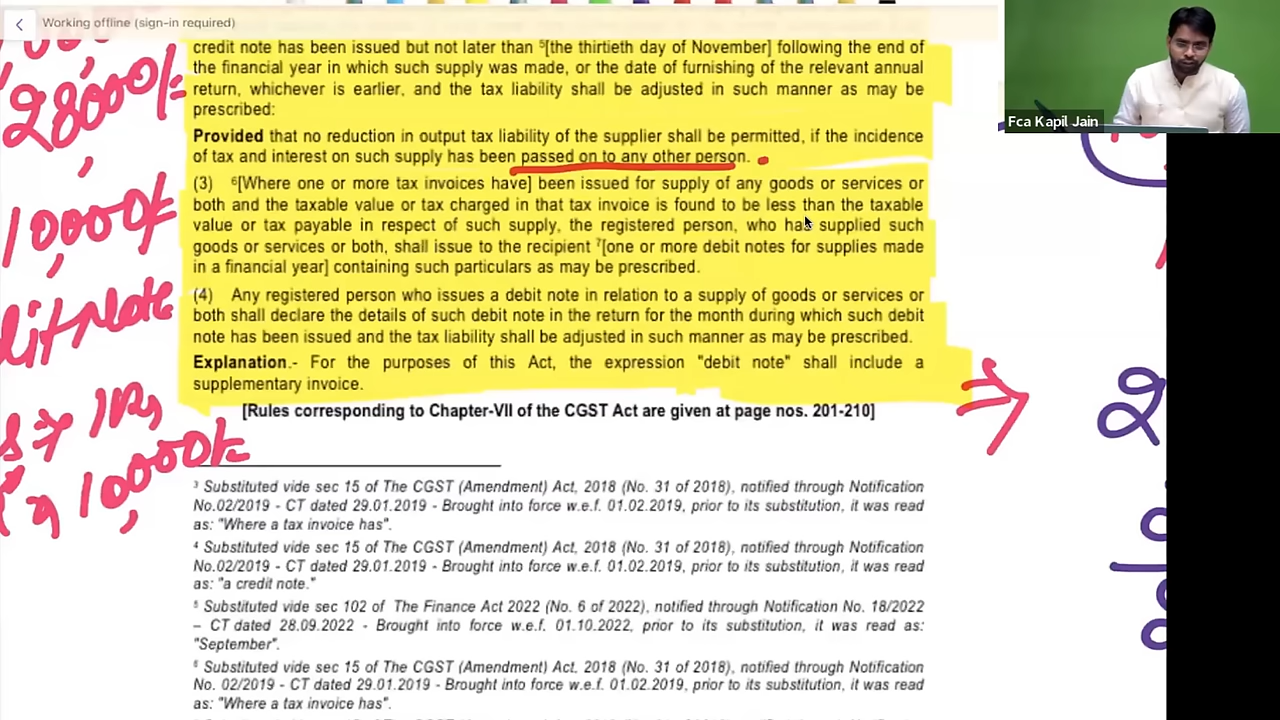 Working offline (sign-in required)
credit note has been issued but not later than ⁵[the thirtieth day of November] following the end of
the financial year in which such supply was made, or the date of furnishing of the relevant annual
return, whichever is earlier, and the tax liability shall be adjusted in such manner as may be
prescribed:
Provided that no reduction in output tax liability of the supplier shall be permitted, if the incidence
of tax and interest on such supply has been passed on to any other person.
(3) ⁶[Where one or more tax invoices have] been issued for supply of any goods or services or
both and the taxable value or tax charged in that tax invoice is found to be less than the taxable
value or tax payable in respect of such supply, the registered person, who has supplied such
goods or services or both, shall issue to the recipient ⁷[one or more debit notes for supplies made
in a financial year] containing such particulars as may be prescribed.
(4) Any registered person who issues a debit note in relation to a supply of goods or services or
both shall declare the details of such debit note in the return for the month during which such debit
note has been issued and the tax liability shall be adjusted in such manner as may be prescribed.
Explanation.- For the purposes of this Act, the expression "debit note" shall include a
supplementary invoice.
[Rules corresponding to Chapter-VII of the CGST Act are given at page nos. 201-210]
³ Substituted vide sec 15 of The CGST (Amendment) Act, 2018 (No. 31 of 2018), notified through Notification
No.02/2019 - CT dated 29.01.2019 - Brought into force w.e.f. 01.02.2019, prior to its substitution, it was read
as: "Where a tax invoice has".
⁴ Substituted vide sec 15 of The CGST (Amendment) Act, 2018 (No. 31 of 2018), notified through Notification
No.02/2019 - CT dated 29.01.2019 - Brought into force w.e.f. 01.02.2019, prior to its substitution, it was read
as: "a credit note."
⁵ Substituted vide sec 102 of The Finance Act 2022 (No. 6 of 2022), notified through Notification No. 18/2022
– CT dated 28.09.2022 - Brought into force w.e.f. 01.10.2022, prior to its substitution, it was read as:
"September".
⁶ Substituted vide sec 15 of The CGST (Amendment) Act, 2018 (No. 31 of 2018), notified through Notification
No. 02/2019 - CT dated 29.01.2019 - Brought into force w.e.f. 01.02.2019, prior to its substitution, it was read
as: "Where a tax invoice has".
28,000/-
10,000/-
Note
10,000/-
Fca Kapil Jain